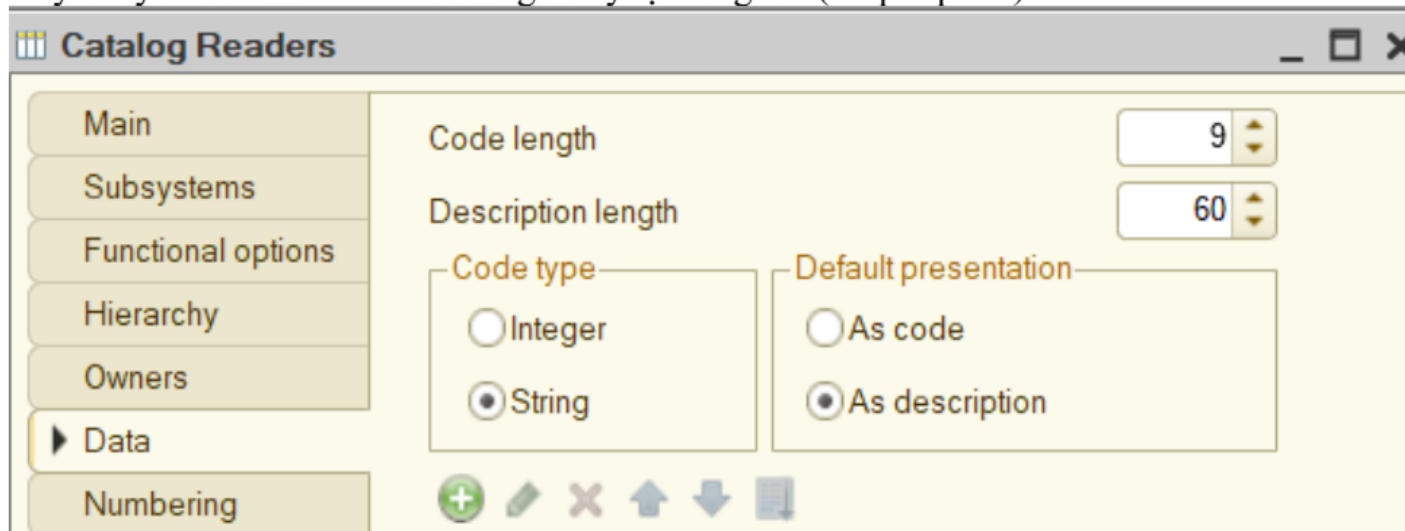 Catalog Readers
Main
Subsystems
Functional options
Hierarchy
Owners
Data
Numbering
Code length 9
Description length 60
Code type
Integer
String
Default presentation
As code
As description